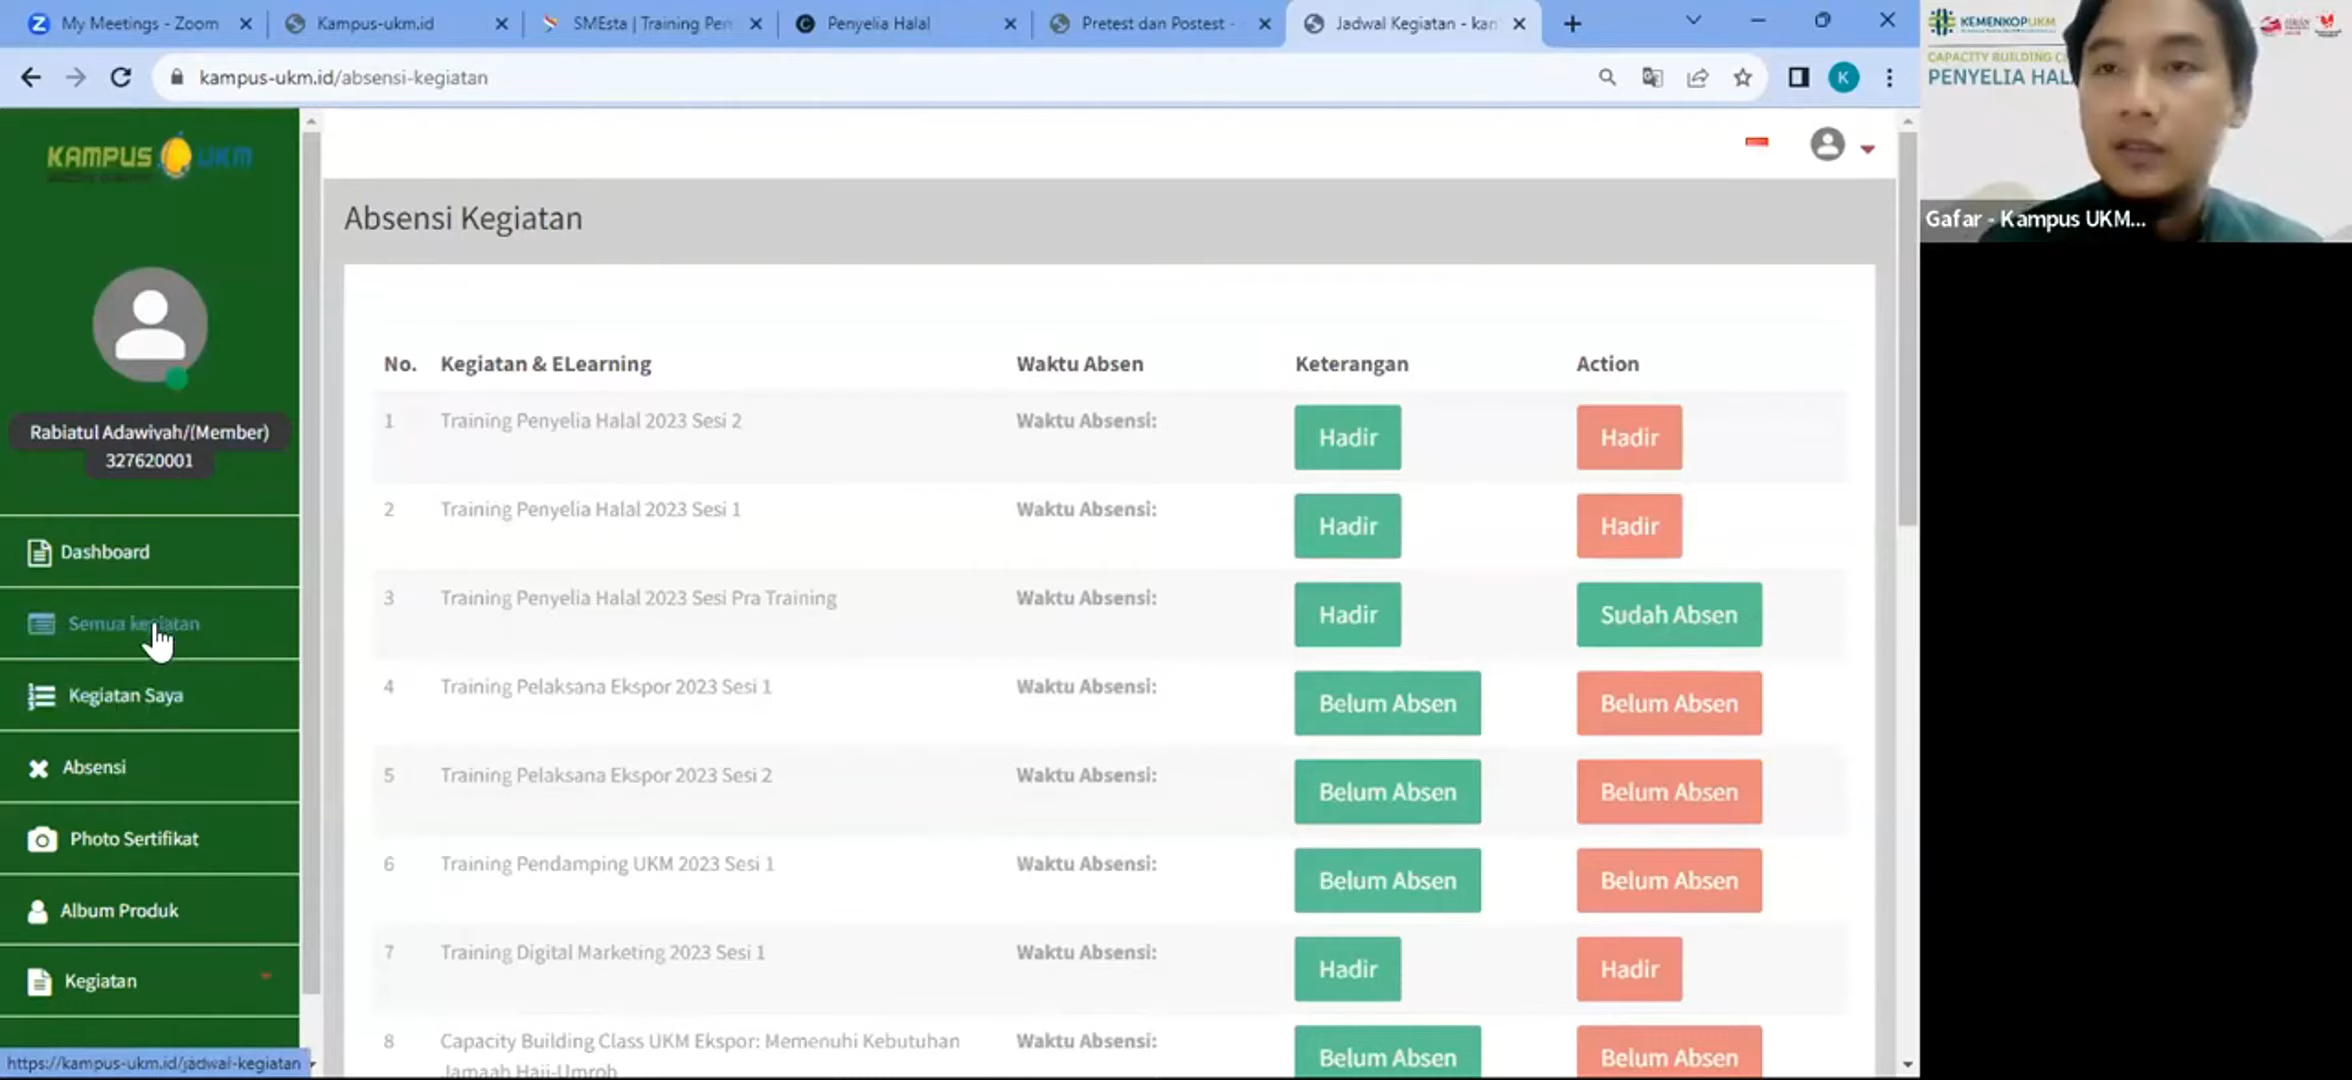 My Meetings - Zoom
Kampus-ukm.id
SMEsta | Training Pen
Penyelia Halal
Pretest dan Postest -
Jadwal Kegiatan - kan
kampus-ukm.id/absensi-kegiatan
K
KAMPUS UKM
Rabiatul Adawiyah/(Member)
327620001
Dashboard
Semua kegiatan
Kegiatan Saya
Absensi
Photo Sertifikat
Album Produk
Kegiatan
https://kampus-ukm.id/jadwal-kegiatan
Absensi Kegiatan
No. Kegiatan & ELearning Waktu Absen Keterangan Action
1 Training Penyelia Halal 2023 Sesi 2 Waktu Absensi: Hadir Hadir
2 Training Penyelia Halal 2023 Sesi 1 Waktu Absensi: Hadir Hadir
3 Training Penyelia Halal 2023 Sesi Pra Training Waktu Absensi: Hadir Sudah Absen
4 Training Pelaksana Ekspor 2023 Sesi 1 Waktu Absensi: Belum Absen Belum Absen
5 Training Pelaksana Ekspor 2023 Sesi 2 Waktu Absensi: Belum Absen Belum Absen
6 Training Pendamping UKM 2023 Sesi 1 Waktu Absensi: Belum Absen Belum Absen
7 Training Digital Marketing 2023 Sesi 1 Waktu Absensi: Hadir Hadir
8 Capacity Building Class UKM Ekspor: Memenuhi Kebutuhan Waktu Absensi: Belum Absen Belum Absen
Jamaah Haji-Umroh
KEMENKOPUKM
CAPACITY BUILDING C
PENYELIA HAL
Gafar - Kampus UKM...